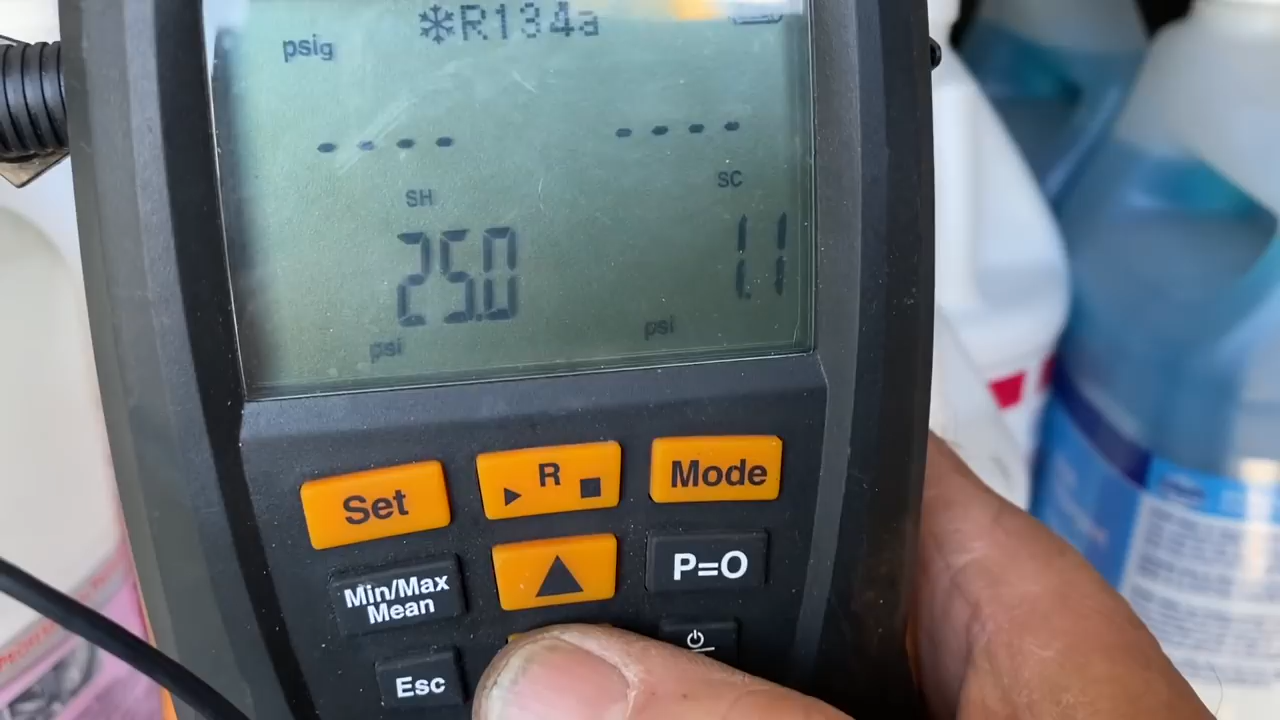 ❄R134a
psig
---- ----
SH SC
25.0 1.1
psi psi
Set R Mode
Min/Max
Mean
P=O
Esc